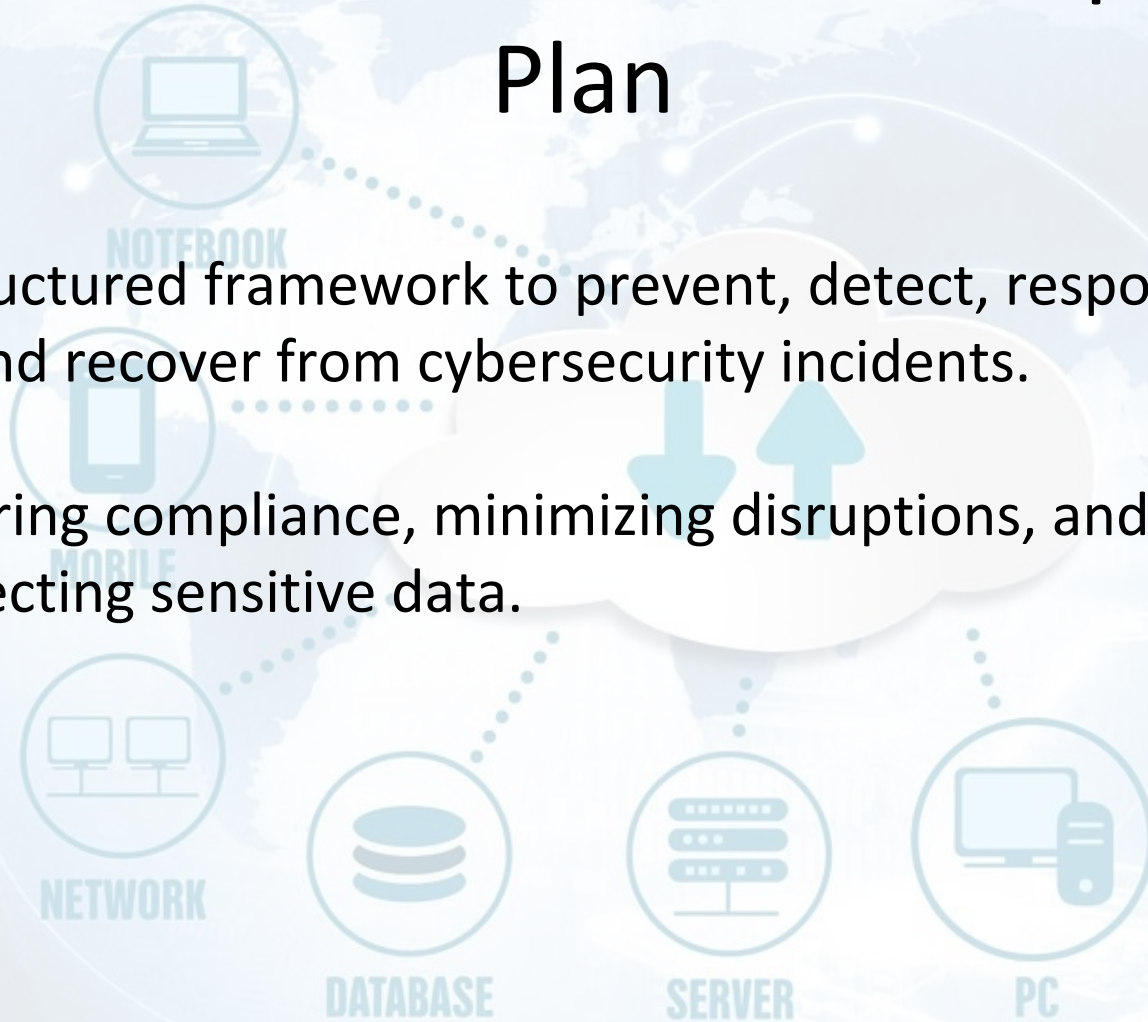 Plan
NOTEBOOK
uctured framework to prevent, detect, respo
nd recover from cybersecurity incidents.
ring compliance, minimizing disruptions, and
MOBILE
ecting sensitive data.
NETWORK
DATABASE
SERVER
PC